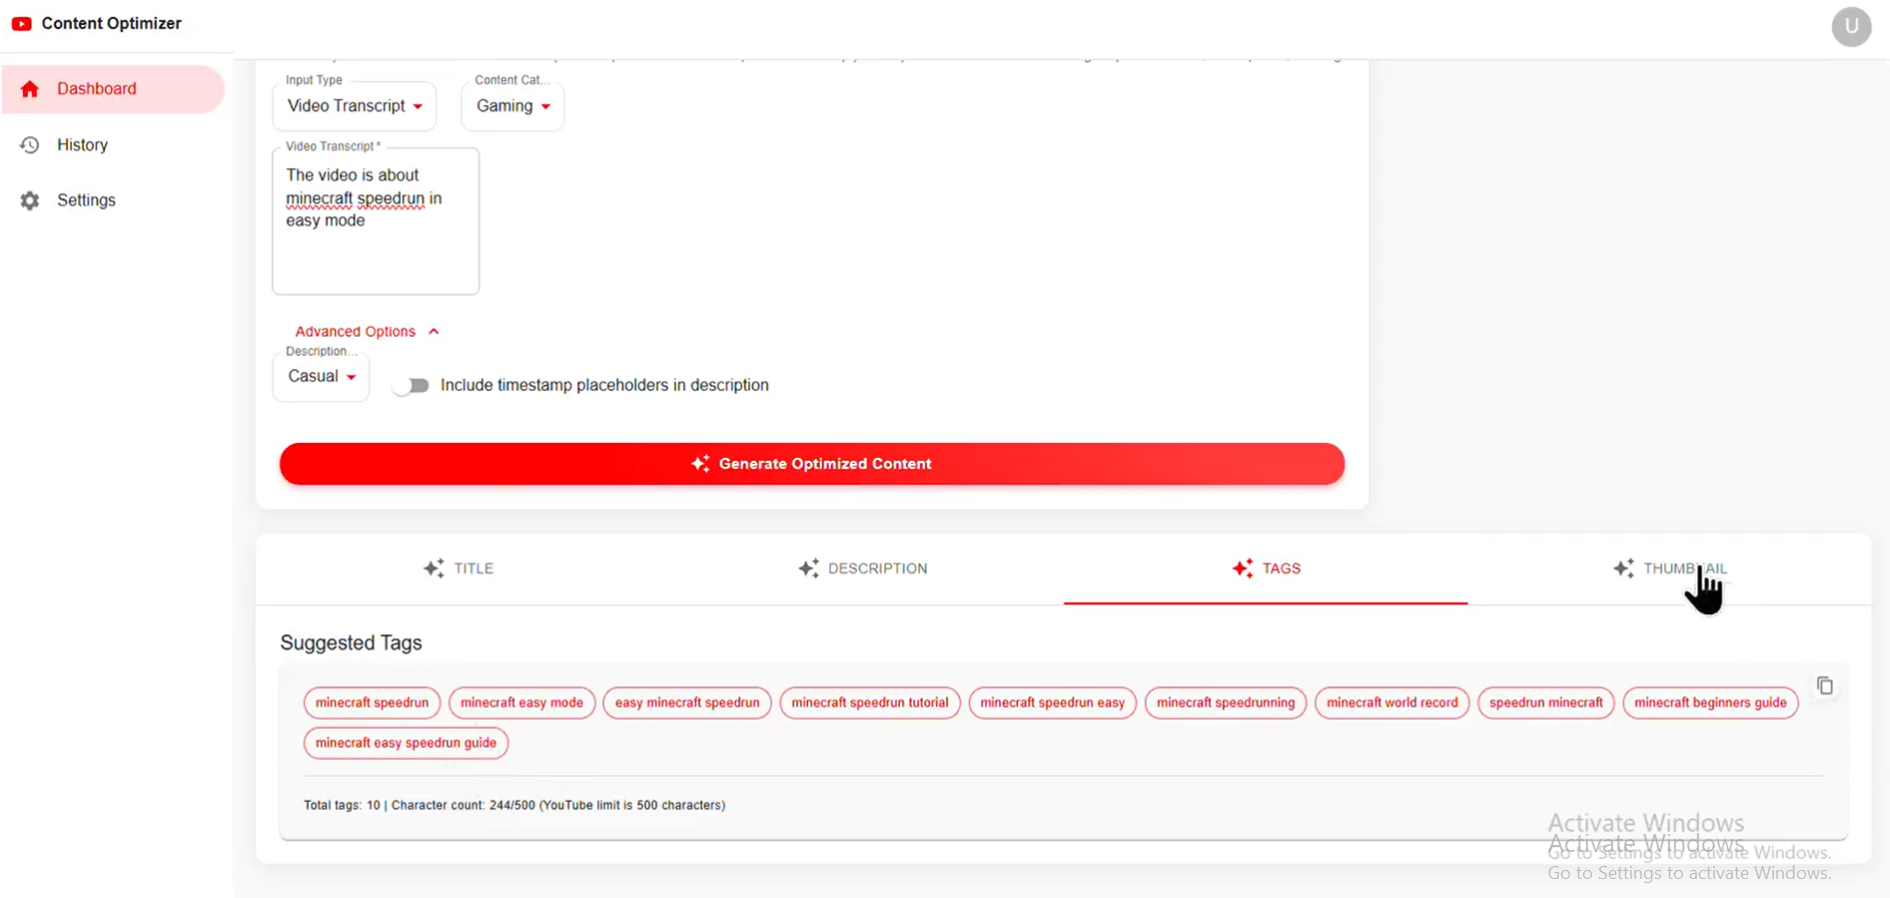 Content Optimizer
U
Dashboard
History
Settings
Input Type
Content Cat...
Video Transcript
Gaming
Video Transcript *
The video is about
minecraft speedrun in
easy mode
Advanced Options
Description...
Casual
Include timestamp placeholders in description
Generate Optimized Content
TITLE
DESCRIPTION
TAGS
Suggested Tags
minecraft speedrun
minecraft easy mode
easy minecraft speedrun
minecraft speedrun tutorial
minecraft speedrun easy
minecraft speedrunning
minecraft world record
speedrun minecraft
minecraft beginners guide
minecraft easy speedrun guide
Total tags: 10 | Character count: 244/500 (YouTube limit is 500 characters)
Activate Windows
Activate Windows
Go to Settings to activate Windows.
Go to Settings to activate Windows.